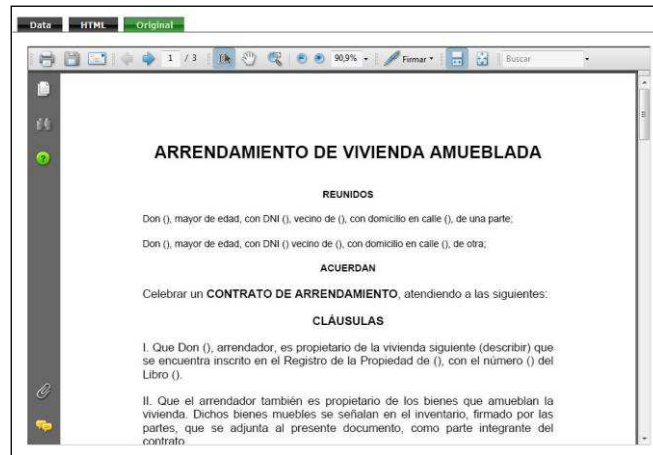 Data HTML Original
1 / 3 90,9% Firmar Buscar
ARRENDAMIENTO DE VIVIENDA AMUEBLADA
REUNIDOS
Don (), mayor de edad, con DNI (), vecino de (), con domicilio en calle (), de una parte;
Don (), mayor de edad, con DNI () vecino de (), con domicilio en calle (), de otra;
ACUERDAN
Celebrar un CONTRATO DE ARRENDAMIENTO, atendiendo a las siguientes:
CLÁUSULAS
I. Que Don (), arrendador, es propietario de la vivienda siguiente (describir) que
se encuentra inscrito en el Registro de la Propiedad de (), con el número () del
Libro ().
II. Que el arrendador también es propietario de los bienes que amueblan la
vivienda. Dichos bienes muebles se señalan en el inventario, firmado por las
partes, que se adjunta al presente documento, como parte integrante del
contrato